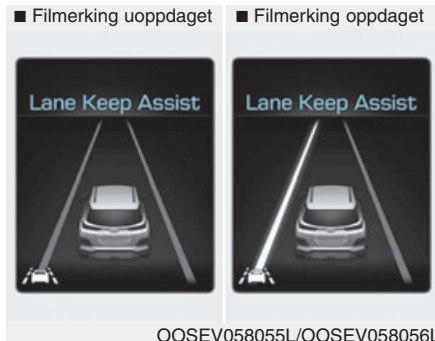 ■ Filmerking uoppdaget
■ Filmerking oppdaget
Lane Keep Assist
Lane Keep Assist
OOSEV058055L/OOSEV058056L